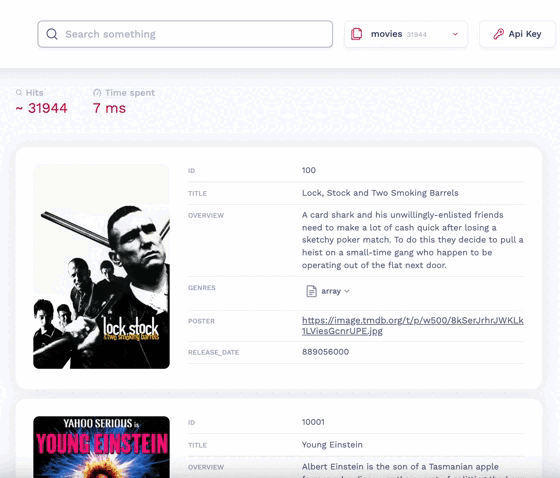 Search something
movies 31944
Api Key
Hits
Time spent
~ 31944
7 ms
ID
100
TITLE
Lock, Stock and Two Smoking Barrels
OVERVIEW
A card shark and his unwillingly-enlisted friends
need to make a lot of cash quick after losing a
sketchy poker match. To do this they decide to pull a
heist on a small-time gang who happen to be
operating out of the flat next door.
GENRES
array
POSTER
https://image.tmdb.org/t/p/w500/8kSerJrhrJWKLk
1LViesGcnrUPE.jpg
RELEASE_DATE
889056000
lock stock
& two smoking barrels
ID
10001
TITLE
Young Einstein
OVERVIEW
Albert Einstein is the son of a Tasmanian apple
YAHOO SERIOUS is
YOUNG EINSTEIN